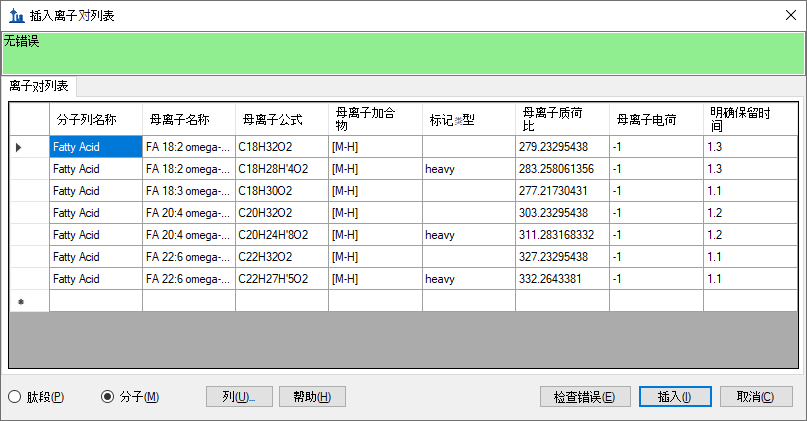 插入离子对列表
无错误
离子对列表
分子列名称 母离子名称 母离子公式 母离子加合物 标记类型 母离子质荷比 母离子电荷 明确保留时间
Fatty Acid FA 18:2 omega-... C18H32O2 [M-H] 279.23295438 -1 1.3
Fatty Acid FA 18:2 omega-... C18H28H'4O2 [M-H] heavy 283.258061356 -1 1.3
Fatty Acid FA 18:3 omega-... C18H30O2 [M-H] 277.21730431 -1 1.1
Fatty Acid FA 20:4 omega-... C20H32O2 [M-H] 303.23295438 -1 1.2
Fatty Acid FA 20:4 omega-... C20H24H'8O2 [M-H] heavy 311.283168332 -1 1.2
Fatty Acid FA 22:6 omega-... C22H32O2 [M-H] 327.23295438 -1 1.1
Fatty Acid FA 22:6 omega-... C22H27H'5O2 [M-H] heavy 332.2643381 -1 1.1
肽段(P) 分子(M) 列(U)... 帮助(H) 检查错误(E) 插入(I) 取消(C)